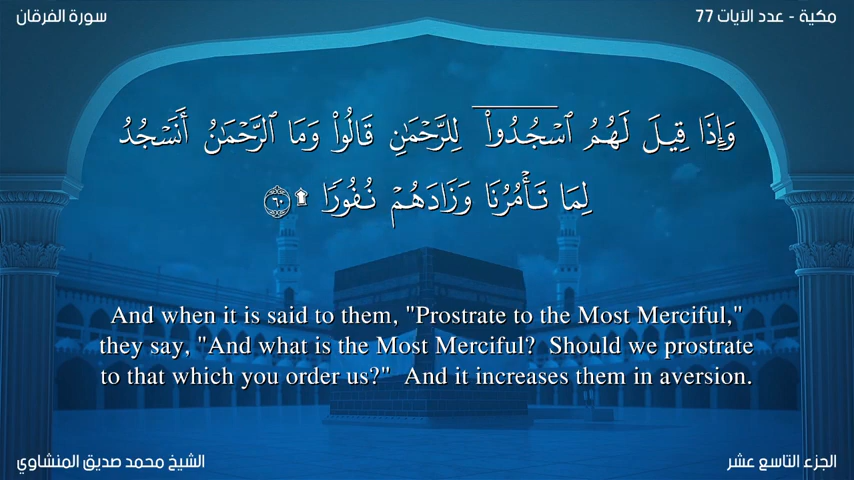 مكية - عدد الآيات 77
سورة الفرقان
وَإِذَا قِيلَ لَهُمُ ٱسْجُدُوا۟ لِلرَّحْمَٰنِ قَالُوا۟ وَمَا ٱلرَّحْمَٰنُ أَنَسْجُدُ
لِمَا تَأْمُرُنَا وَزَادَهُمْ نُفُورًا ۩ ٦٠
And when it is said to them, "Prostrate to the Most Merciful,"
they say, "And what is the Most Merciful?  Should we prostrate
to that which you order us?"  And it increases them in aversion.
الجزء التاسع عشر
الشيخ محمد صديق المنشاوي